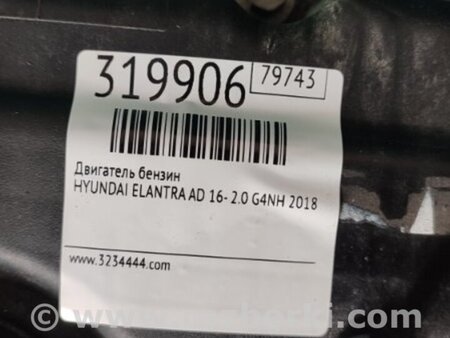 319906 79743
Двигатель бензин
HYUNDAI ELANTRA AD 16- 2.0 G4NH 2018
www.3234444.com